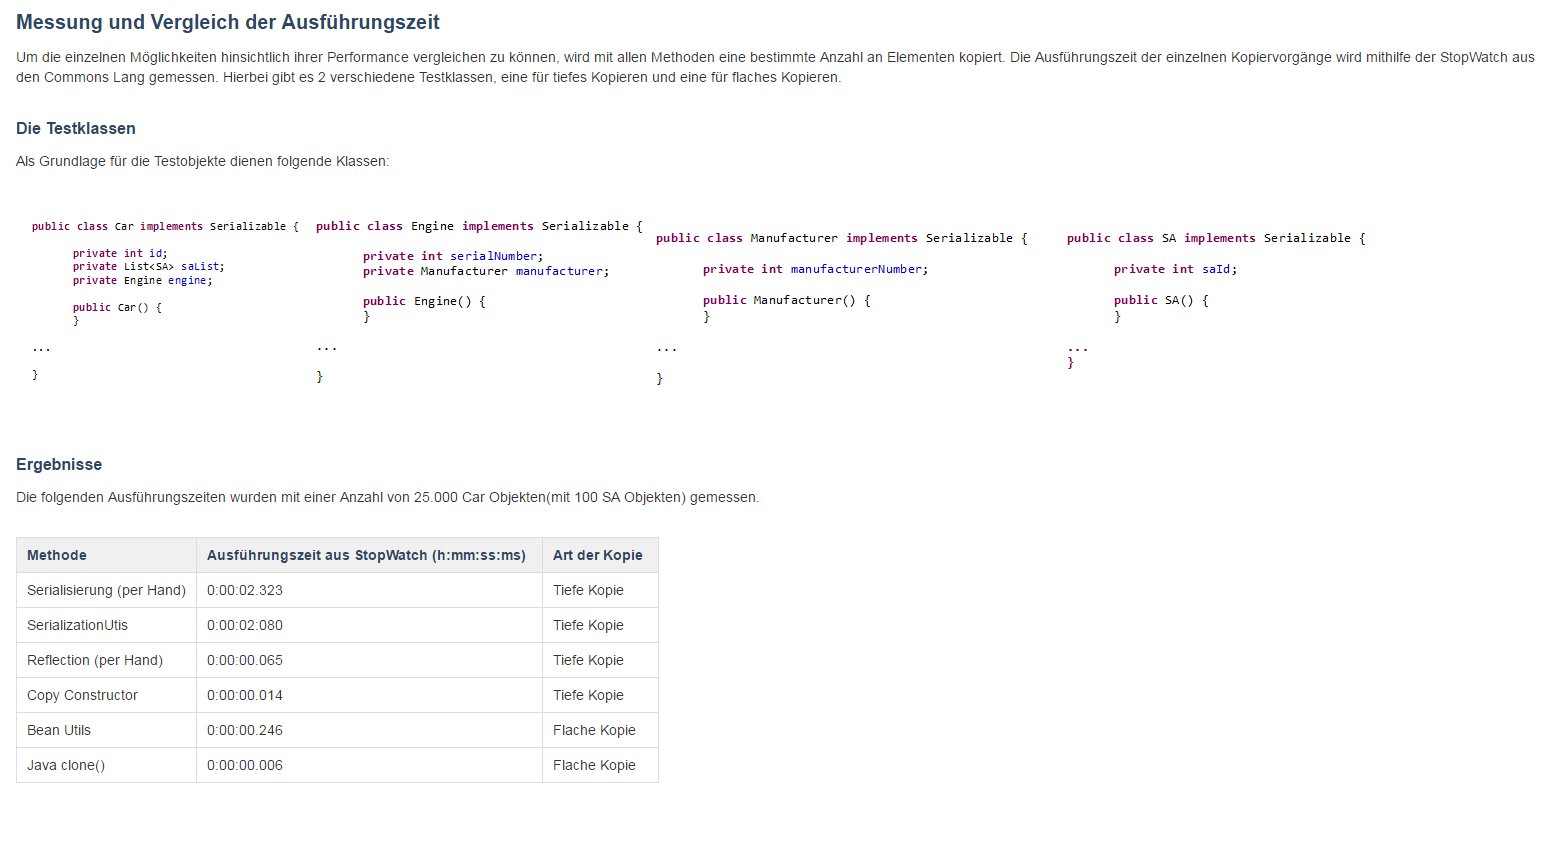 Messung und Vergleich der Ausführungszeit
Um die einzelnen Möglichkeiten hinsichtlich ihrer Performance vergleichen zu können, wird mit allen Methoden eine bestimmte Anzahl an Elementen kopiert. Die Ausführungszeit der einzelnen Kopiervorgänge wird mithilfe der StopWatch aus
den Commons Lang gemessen. Hierbei gibt es 2 verschiedene Testklassen, eine für tiefes Kopieren und eine für flaches Kopieren.
Die Testklassen
Als Grundlage für die Testobjekte dienen folgende Klassen:
public class Car implements Serializable {
private int id;
private List<SA> saList;
private Engine engine;
public Car() {
}
...
}
public class Engine implements Serializable {
private int serialNumber;
private Manufacturer manufacturer;
public Engine() {
}
...
}
public class Manufacturer implements Serializable {
private int manufacturerNumber;
public Manufacturer() {
}
...
}
public class SA implements Serializable {
private int saId;
public SA() {
}
...
}
Ergebnisse
Die folgenden Ausführungszeiten wurden mit einer Anzahl von 25.000 Car Objekten(mit 100 SA Objekten) gemessen.
Methode Ausführungszeit aus StopWatch (h:mm:ss:ms) Art der Kopie
Serialisierung (per Hand) 0:00:02.323 Tiefe Kopie
SerializationUtis 0:00:02:080 Tiefe Kopie
Reflection (per Hand) 0:00:00.065 Tiefe Kopie
Copy Constructor 0:00:00.014 Tiefe Kopie
Bean Utils 0:00:00.246 Flache Kopie
Java clone() 0:00:00.006 Flache Kopie